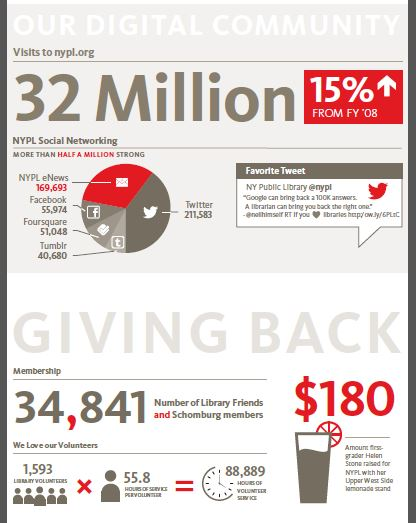 OUR DIGITAL COMMUNITY
Visits to nypl.org
32 Million
15%
FROM FY '08
NYPL Social Networking
MORE THAN HALF A MILLION STRONG
NYPL eNews
169,693
Facebook
55,974
Foursquare
51,048
Tumblr
40,680
Twitter
211,583
Favorite Tweet
NY Public Library @nypl
"Google can bring back a 100K answers.
A librarian can bring you back she right one."
- @neilhimself RT if you libraries
GIVING BACK
Membership
34,841
Number of Library Friends
and Schomburg members
We Love our Volunteers
1,593
LIBRARY VOLUNTEERS
×
55.8
HOURS OF SERVICE
PER VOLUNTEER
=
88,889
HOURS OF
VOLUNTEER
SERVICE
$180
Amount first-
grader Helen
Stone raised for
NYPL with her
Upper West Side
lemonade stand